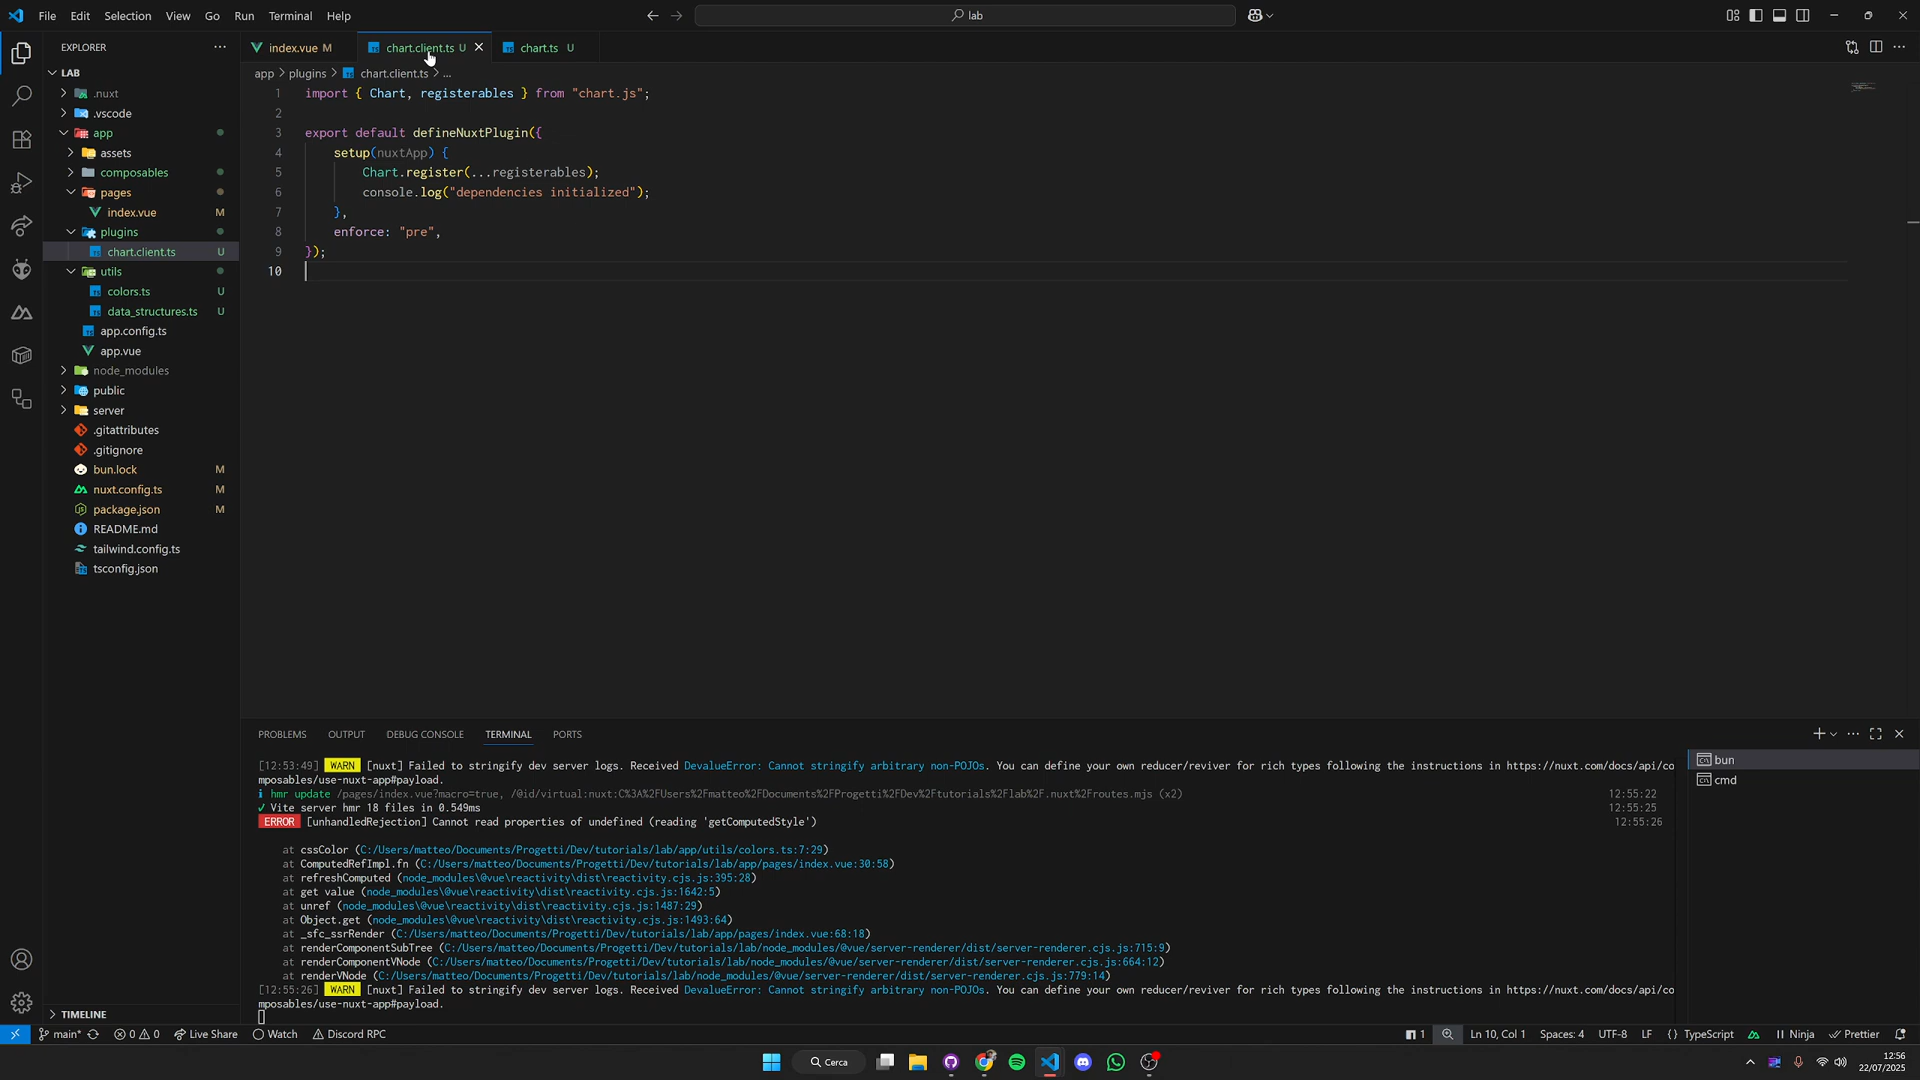 File Edit Selection View Go Run Terminal Help
lab
EXPLORER
LAB
.nuxt
.vscode
app
assets
composables
pages
index.vue M
plugins
chart.client.ts U
utils
colors.ts U
data_structures.ts U
app.config.ts
app.vue
node_modules
public
server
.gitattributes
.gitignore
bun.lock M
nuxt.config.ts M
package.json M
README.md
tailwind.config.ts
tsconfig.json
TIMELINE
index.vue M
chart.client.ts U
chart.ts U
app > plugins > chart.client.ts > ...
1 import { Chart, registerables } from "chart.js";
2
3 export default defineNuxtPlugin({
4 setup(nuxtApp) {
5 Chart.register(...registerables);
6 console.log("dependencies initialized");
7 },
8 enforce: "pre",
9 });
10
PROBLEMS OUTPUT DEBUG CONSOLE TERMINAL PORTS
[12:53:49] WARN [nuxt] Failed to stringify dev server logs. Received DevalueError: Cannot stringify arbitrary non-POJOs. You can define your own reducer/reviver for rich types following the instructions in https://nuxt.com/docs/api/co
mposables/use-nuxt-app#payload.
i hmr update /pages/index.vue?macro=true, /@id/virtual:nuxt:C%3A%2FUsers%2Fmatteo%2FDocuments%2FProgetti%2FDev%2Ftutorials%2Flab%2F.nuxt%2Froutes.mjs (x2) 12:55:22
✓ Vite server hmr 18 files in 0.549ms 12:55:25
ERROR [unhandledRejection] Cannot read properties of undefined (reading 'getComputedStyle') 12:55:26
at cssColor (C:/Users/matteo/Documents/Progetti/Dev/tutorials/lab/app/utils/colors.ts:7:29)
at ComputedRefImpl.fn (C:/Users/matteo/Documents/Progetti/Dev/tutorials/lab/app/pages/index.vue:30:58)
at refreshComputed (node_modules\@vue\reactivity\dist\reactivity.cjs.js:395:28)
at get value (node_modules\@vue\reactivity\dist\reactivity.cjs.js:1642:5)
at unref (node_modules\@vue\reactivity\dist\reactivity.cjs.js:1487:29)
at Object.get (node_modules\@vue\reactivity\dist\reactivity.cjs.js:1493:64)
at _sfc_ssrRender (C:/Users/matteo/Documents/Progetti/Dev/tutorials/lab/app/pages/index.vue:68:18)
at renderComponentSubTree (C:/Users/matteo/Documents/Progetti/Dev/tutorials/lab/node_modules/@vue/server-renderer/dist/server-renderer.cjs.js:715:9)
at renderComponentVNode (C:/Users/matteo/Documents/Progetti/Dev/tutorials/lab/node_modules/@vue/server-renderer/dist/server-renderer.cjs.js:664:12)
at renderVNode (C:/Users/matteo/Documents/Progetti/Dev/tutorials/lab/node_modules/@vue/server-renderer/dist/server-renderer.cjs.js:779:14)
[12:55:26] WARN [nuxt] Failed to stringify dev server logs. Received DevalueError: Cannot stringify arbitrary non-POJOs. You can define your own reducer/reviver for rich types following the instructions in https://nuxt.com/docs/api/co
mposables/use-nuxt-app#payload.
bun
cmd
main* 0 0 Live Share Watch Discord RPC
1 Ln 10, Col 1 Spaces: 4 UTF-8 LF {} TypeScript Ninja Prettier
Cerca
12:56
22/07/2025